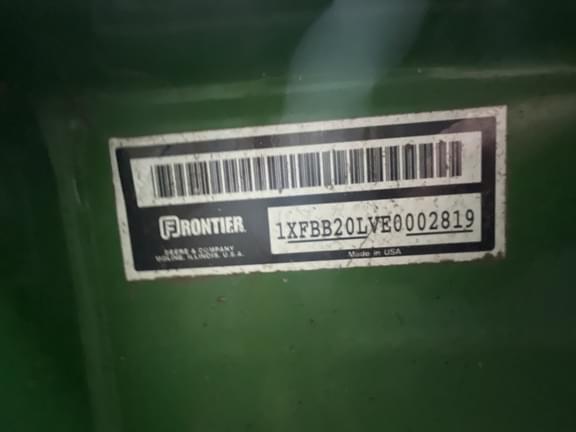 FRONTIER
DEERE & COMPANY
MOLINE, ILLINOIS, U.S.A.
1XFBB20LVE0002819
Made in USA